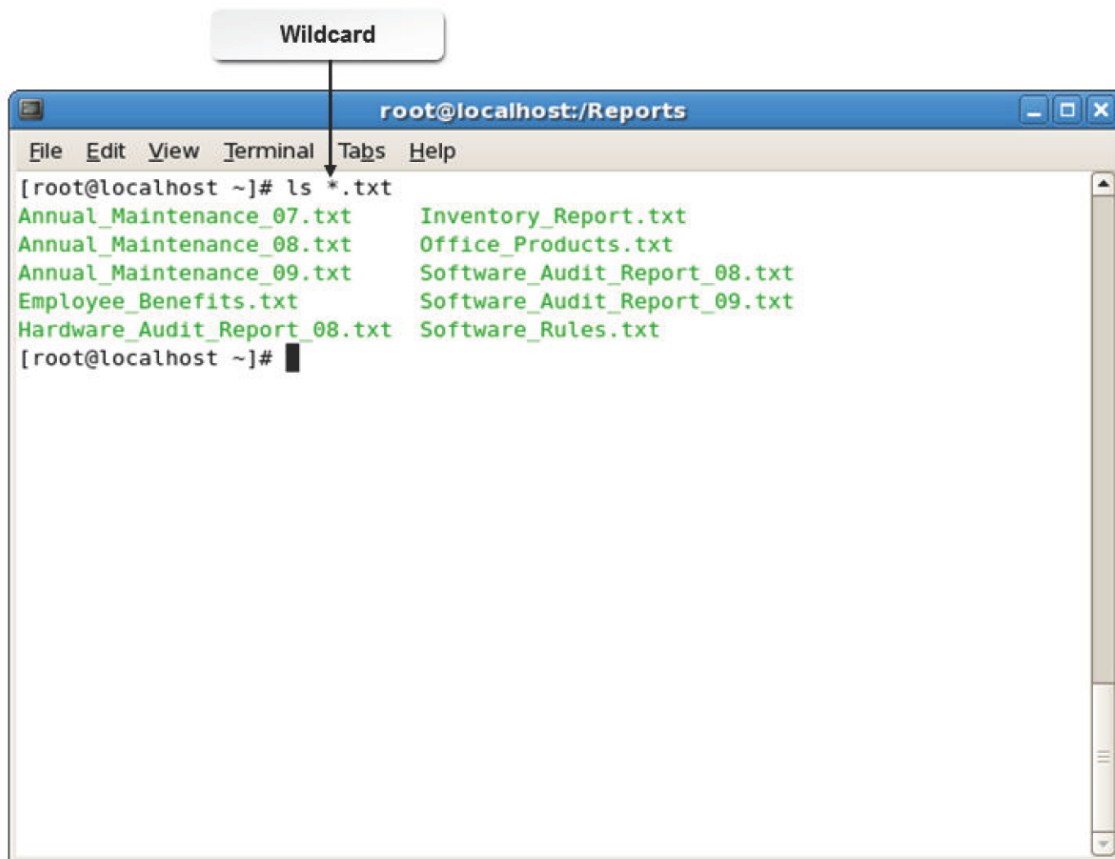 Wildcard
root@localhost:/Reports
File Edit View Terminal Tabs Help
[root@localhost ~]# ls *.txt
Annual_Maintenance_07.txt Inventory_Report.txt
Annual_Maintenance_08.txt Office_Products.txt
Annual_Maintenance_09.txt Software_Audit_Report_08.txt
Employee_Benefits.txt Software_Audit_Report_09.txt
Hardware_Audit_Report_08.txt Software_Rules.txt
[root@localhost ~]#